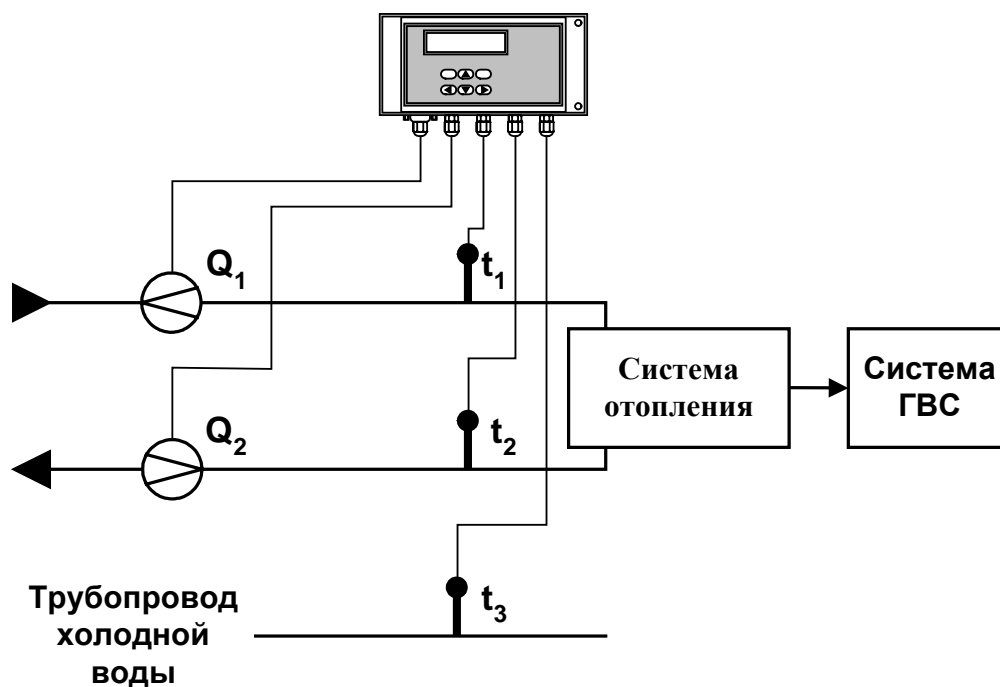 Q1
t1
Система
отопления
Система
ГВС
Q2
t2
t3
Трубопровод
холодной
воды